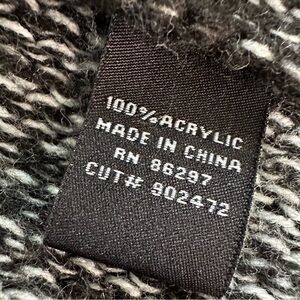 100% ACRYLIC
MADE IN CHINA
RN 86297
CUT# 902472